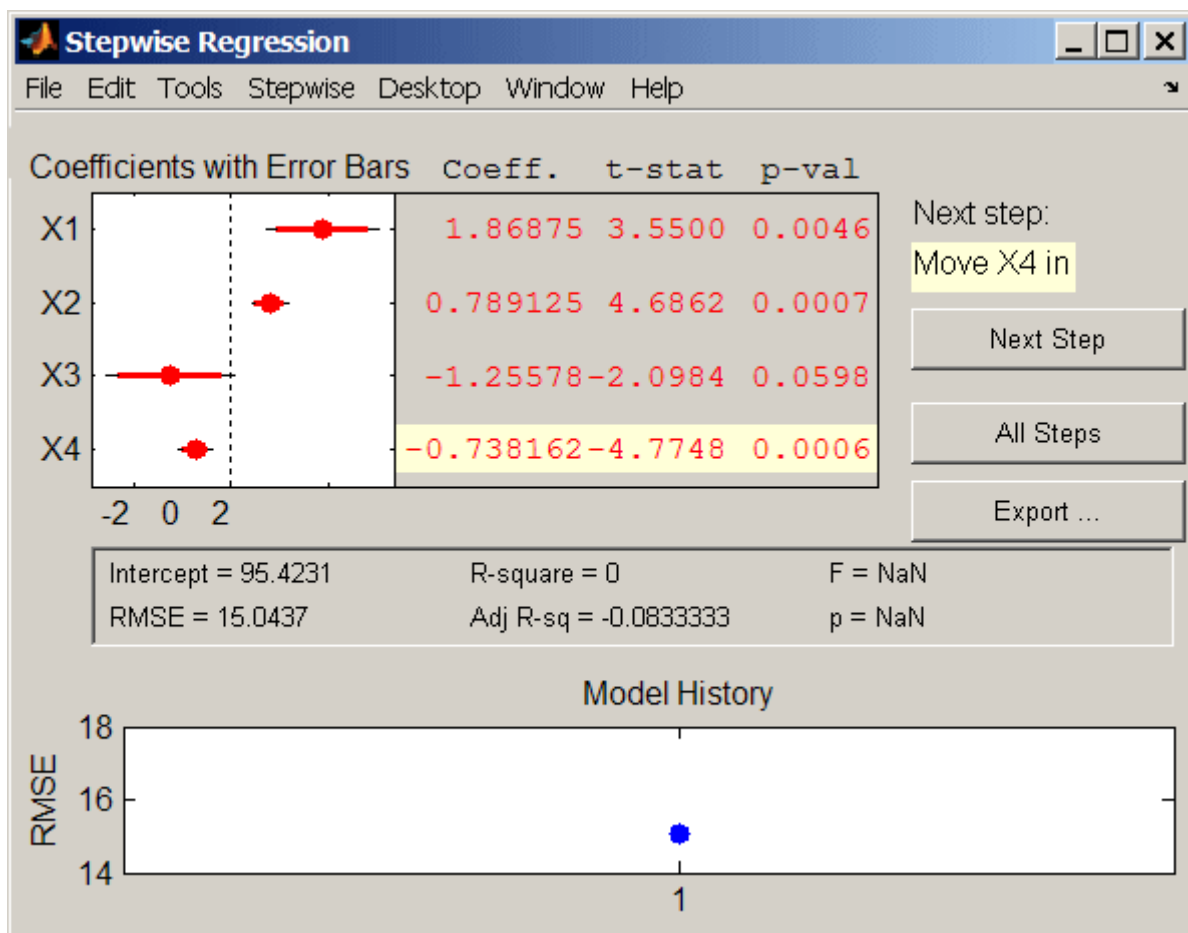 Stepwise Regression
File Edit Tools Stepwise Desktop Window Help
Coefficients with Error Bars Coeff. t-stat p-val
X1 1.86875 3.5500 0.0046
X2 0.789125 4.6862 0.0007
X3 -1.25578 -2.0984 0.0598
X4 -0.738162 -4.7748 0.0006
-2 0 2
Next step:
Move X4 in
Next Step
All Steps
Export ...
Intercept = 95.4231 R-square = 0 F = NaN
RMSE = 15.0437 Adj R-sq = -0.0833333 p = NaN
Model History
RMSE
18
16
14
1